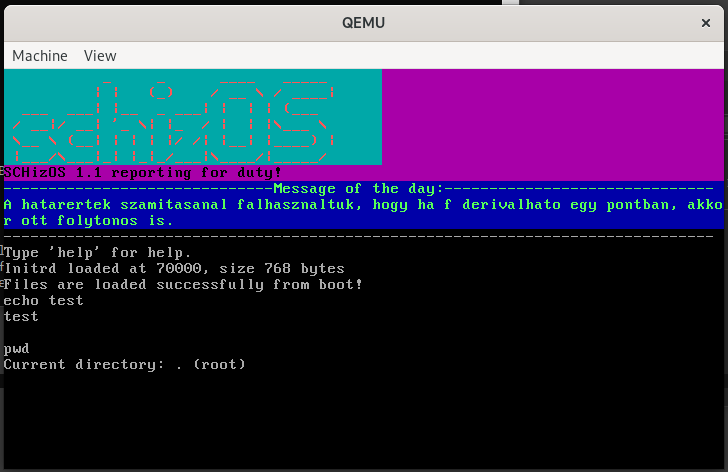 QEMU
Machine View
schizOS
SCHizOS 1.1 reporting for duty!
----------------------------Message of the day:----------------------------
A hatarertek szamitasanal falhasznaltuk, hogy ha f derivalhato egy pontban, akko
r ott folytonos is.
---------------------------------------------------------------------------
Type 'help' for help.
Initrd loaded at 70000, size 768 bytes
Files are loaded successfully from boot!
echo test
test
pwd
Current directory: . (root)